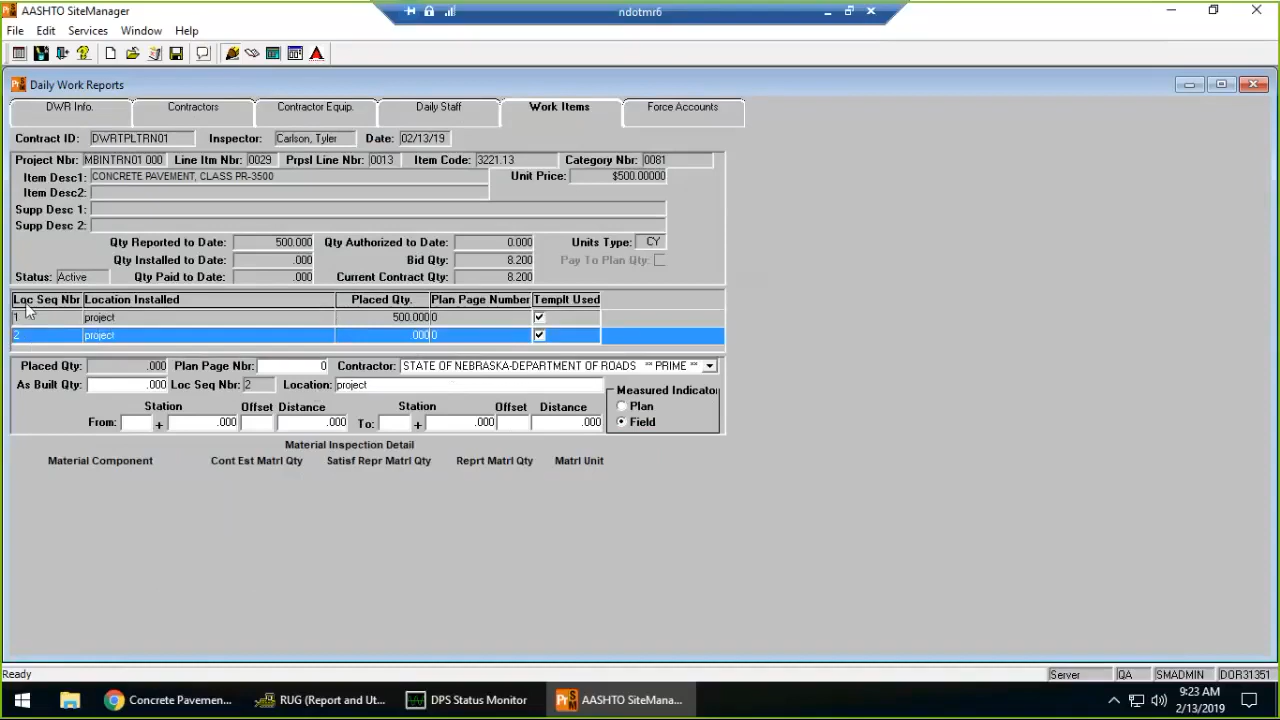 AASHTO SiteManager
ndotmr6
File Edit Services Window Help
Daily Work Reports
DWR Info. Contractors Contractor Equip. Daily Staff Work Items Force Accounts
Contract ID: DWRTPLTRN01 Inspector: Carlson, Tyler Date: 02/13/19
Project Nbr: MBINTRN01 000 Line Itm Nbr: 0029 Prpsl Line Nbr: 0013 Item Code: 3221.13 Category Nbr: 0081
Item Desc1: CONCRETE PAVEMENT, CLASS PR-3500 Unit Price: $500.00000
Item Desc2:
Supp Desc 1:
Supp Desc 2:
Qty Reported to Date: 500.000 Qty Authorized to Date: 0.000 Units Type: CY
Qty Installed to Date: .000 Bid Qty: 8.200 Pay To Plan Qty:
Status: Active Qty Paid to Date: .000 Current Contract Qty: 8.200
Loc Seq Nbr Location Installed Placed Qty. Plan Page Number Templt Used
1 project 500.000 0
2 project .000 0
Placed Qty: .000 Plan Page Nbr: 0 Contractor: STATE OF NEBRASKA-DEPARTMENT OF ROADS ** PRIME **
As Built Qty: .000 Loc Seq Nbr: 2 Location: project
Measured Indicator
Station Offset Distance Station Offset Distance Plan
From: + .000 .000 To: + .000 .000 Field
Material Inspection Detail
Material Component Cont Est Matrl Qty Satisf Repr Matrl Qty Reprt Matrl Qty Matrl Unit
Ready Server QA SMADMIN DOR31351
Concrete Pavemen... RUG (Report and Ut... DPS Status Monitor AASHTO SiteManag... 9:23 AM
2/13/2019